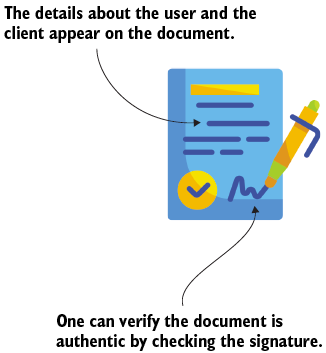 The details about the user and the
client appear on the document.
One can verify the document is
authentic by checking the signature.